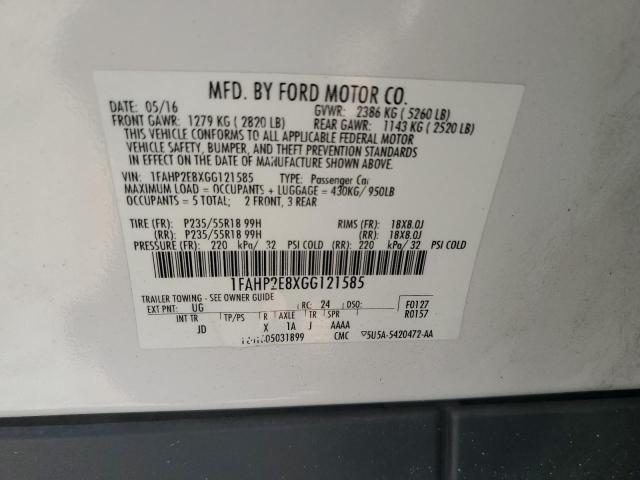 MFD. BY FORD MOTOR CO.
DATE: 05/16 GVWR: 2386 KG ( 5260 LB)
FRONT GAWR: 1279 KG ( 2820 LB) REAR GAWR: 1143 KG ( 2520 LB)
THIS VEHICLE CONFORMS TO ALL APPLICABLE FEDERAL MOTOR
VEHICLE SAFETY, BUMPER, AND THEFT PREVENTION STANDARDS
IN EFFECT ON THE DATE OF MANUFACTURE SHOWN ABOVE.
VIN: 1FAHP2E8XGG121585 TYPE: Passenger Car
MAXIMUM LOAD = OCCUPANTS + LUGGAGE = 430KG/950LB
OCCUPANTS = 5 TOTAL; 2 FRONT, 3 REAR
TIRE (FR): P235/55R18 99H RIMS (FR): 18X8.0J
(RR): P235/55R18 99H (RR): 18X8.0J
PRESSURE (FR): 220 kPa/ 32 PSI COLD (RR): 220 kPa/ 32 PSI COLD
1FAHP2E8XGG121585
TRAILER TOWING - SEE OWNER GUIDE
EXT PNT: UG RC: 24 DSO: F0127
INT TR TP/PS R AXLE TR SPR R0157
JD X 1A J AAAA
05031899 CMC ▽5U5A-5420472-AA